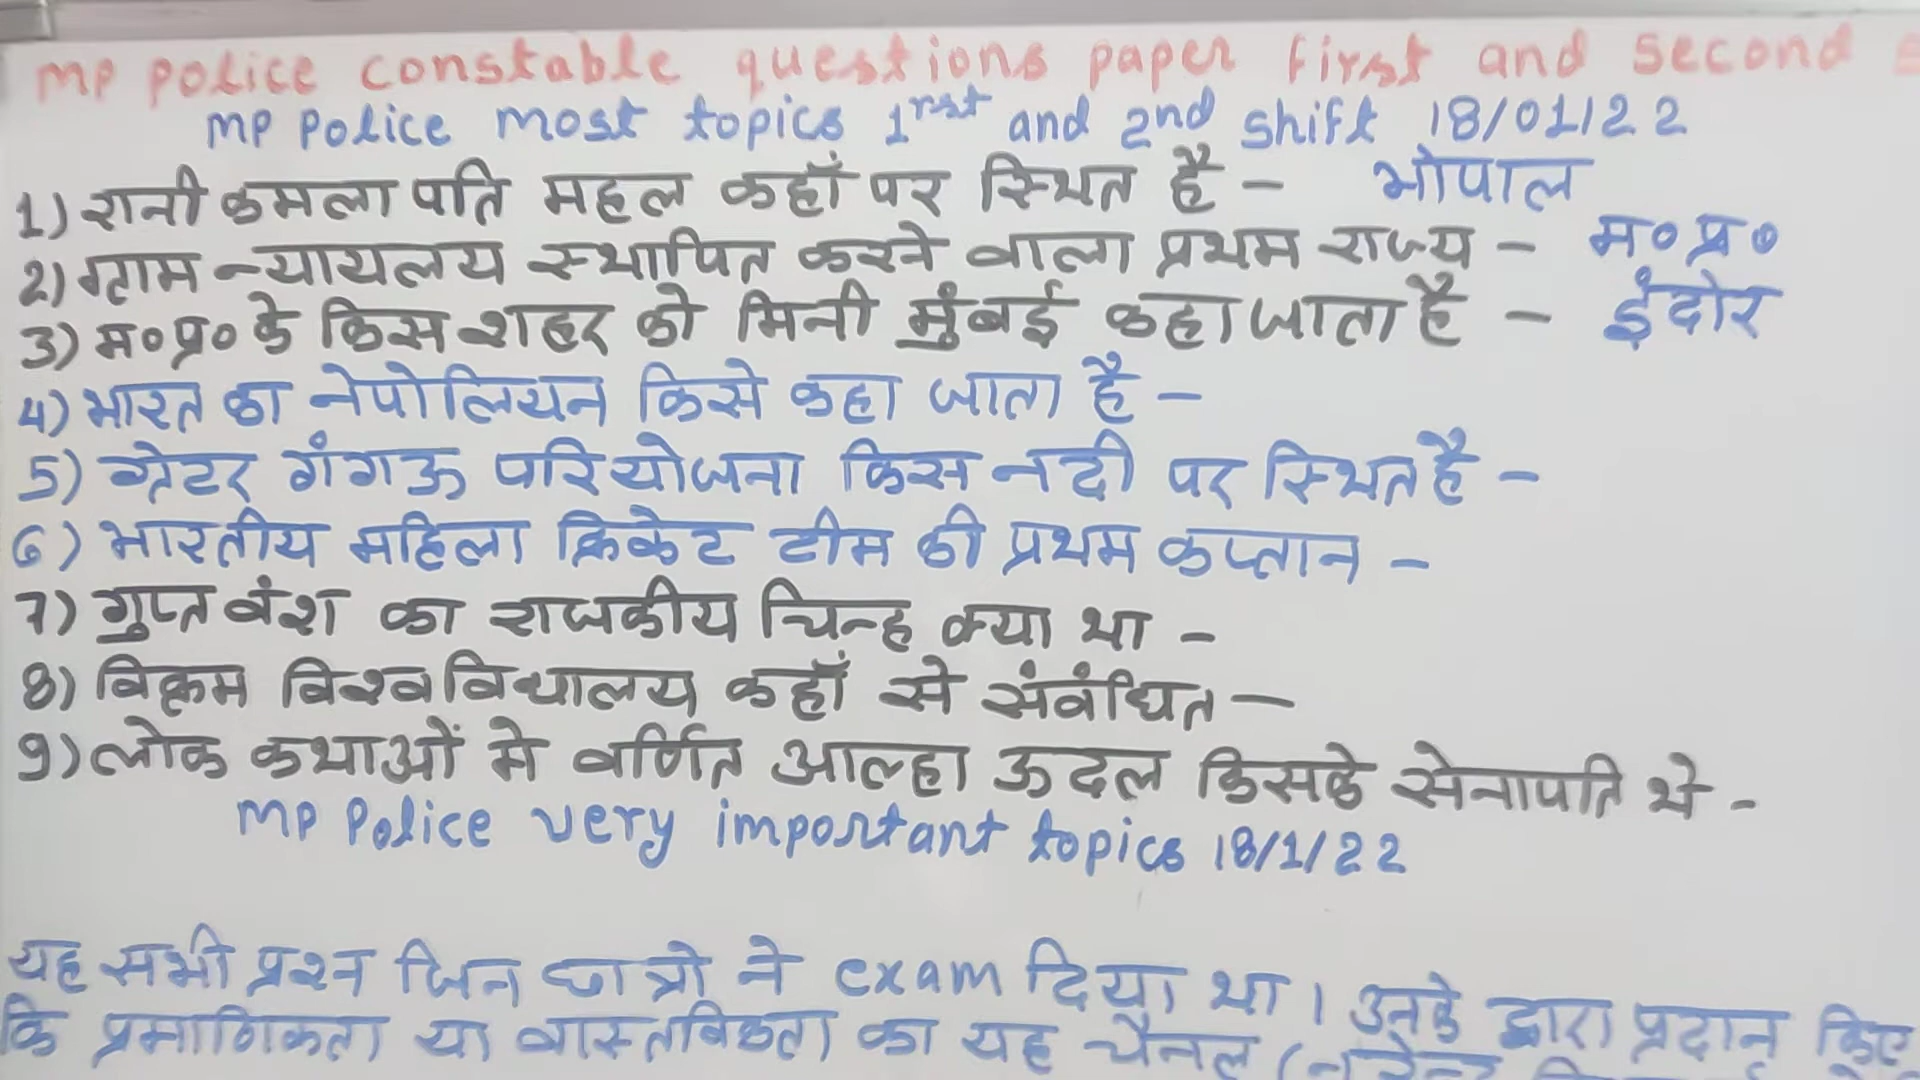 mp police constable questions paper first and second
MP Police most topics 1rst and 2nd shift 18/01/22
1) रानी कमला पति महल कहाँ पर स्थित है - भोपाल
2) ग्राम न्यायलय स्थापित करने वाला प्रथम राज्य - म० प्र०
3) म० प्र० के किस शहर को मिनी मुंबई कहा जाता है - इंदोर
4) भारत का नेपोलियन किसे कहा जाता है -
5) ग्रेटर गंगऊ परियोजना किस नदी पर स्थित है -
6) भारतीय महिला क्रिकेट टीम की प्रथम कप्तान -
7) गुप्त वंश का राजकीय चिन्ह क्या था -
8) विक्रम विश्वविद्यालय कहाँ से संबंधित -
9) लोक कथाओं मे वर्णित आल्हा ऊदल किसके सेनापति थे -
MP Police very important topics 18/1/22
यह सभी प्रश्न जिन छात्रो ने exam दिया था। उनके द्वारा प्रदान किए
कि प्रमाणिकता या वास्तविकता का यह चैनल